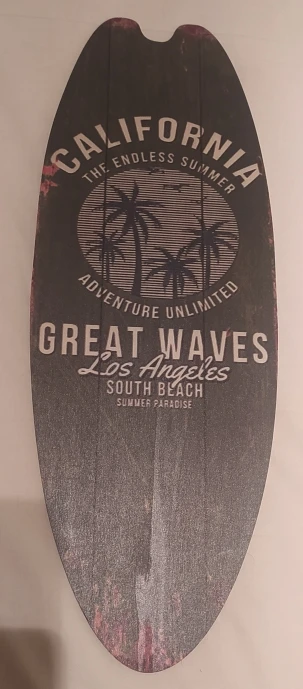 CALIFORNIA
THE ENDLESS SUMMER
ADVENTURE UNLIMITED
GREAT WAVES
Los Angeles
SOUTH BEACH
SUMMER PARADISE